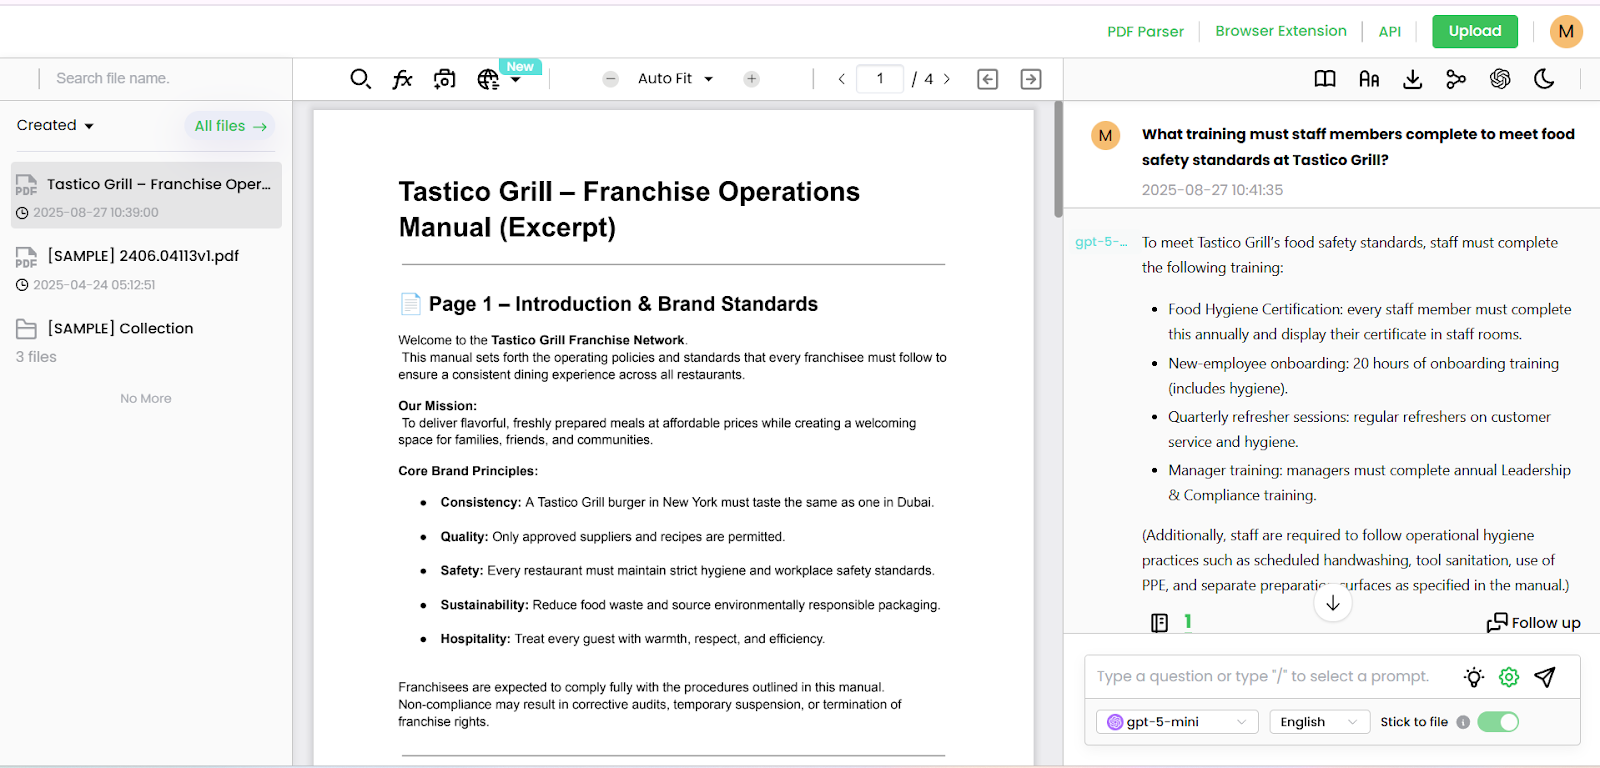 PDF Parser
Browser Extension
API
Upload
M
Search file name.
New
Auto Fit
1 / 4
Created
All files →
PDF
Tastico Grill – Franchise Oper...
2025-08-27 10:39:00
PDF
[SAMPLE] 2406.04113v1.pdf
2025-04-24 05:12:51
[SAMPLE] Collection
3 files
No More
Tastico Grill – Franchise Operations
Manual (Excerpt)
Page 1 – Introduction & Brand Standards
Welcome to the Tastico Grill Franchise Network.
This manual sets forth the operating policies and standards that every franchisee must follow to
ensure a consistent dining experience across all restaurants.
Our Mission:
To deliver flavorful, freshly prepared meals at affordable prices while creating a welcoming
space for families, friends, and communities.
Core Brand Principles:
● Consistency: A Tastico Grill burger in New York must taste the same as one in Dubai.
● Quality: Only approved suppliers and recipes are permitted.
● Safety: Every restaurant must maintain strict hygiene and workplace safety standards.
● Sustainability: Reduce food waste and source environmentally responsible packaging.
● Hospitality: Treat every guest with warmth, respect, and efficiency.
Franchisees are expected to comply fully with the procedures outlined in this manual.
Non-compliance may result in corrective audits, temporary suspension, or termination of
franchise rights.
M
What training must staff members complete to meet food
safety standards at Tastico Grill?
2025-08-27 10:41:35
gpt-5-...
To meet Tastico Grill's food safety standards, staff must complete
the following training:
• Food Hygiene Certification: every staff member must complete
this annually and display their certificate in staff rooms.
• New-employee onboarding: 20 hours of onboarding training
(includes hygiene).
• Quarterly refresher sessions: regular refreshers on customer
service and hygiene.
• Manager training: managers must complete annual Leadership
& Compliance training.
(Additionally, staff are required to follow operational hygiene
practices such as scheduled handwashing, tool sanitation, use of
PPE, and separate preparation surfaces as specified in the manual.)
1
Follow up
Type a question or type "/" to select a prompt.
gpt-5-mini
English
Stick to file